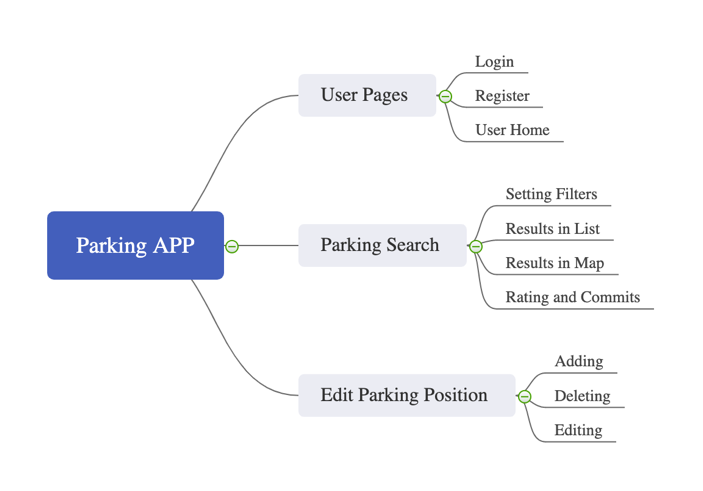 Parking APP
User Pages
Login
Register
User Home
Parking Search
Setting Filters
Results in List
Results in Map
Rating and Commits
Edit Parking Position
Adding
Deleting
Editing